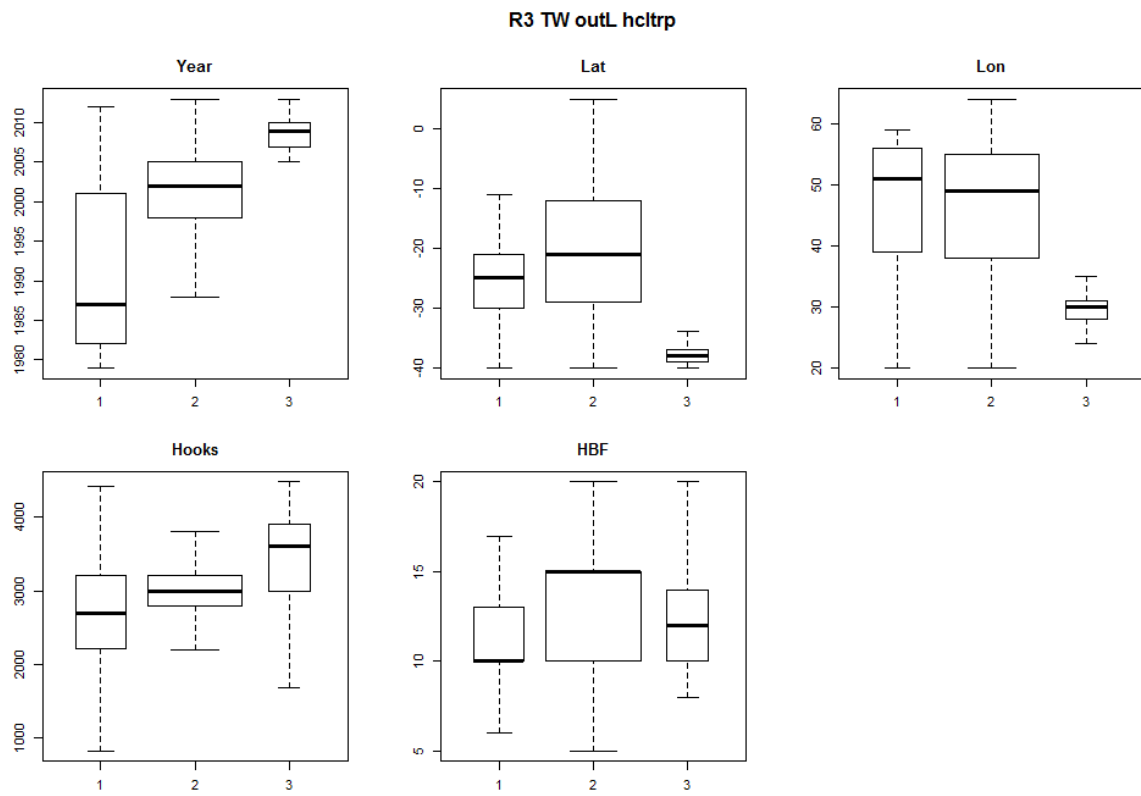 R3 TW outL hcltrp
Year
Lat
Lon
1980 1985 1990 1995 2000 2005 2010
1 2 3
-40 -30 -20 -10 0
1 2 3
20 30 40 50 60
1 2 3
Hooks
HBF
1000 2000 3000 4000
1 2 3
5 10 15 20
1 2 3